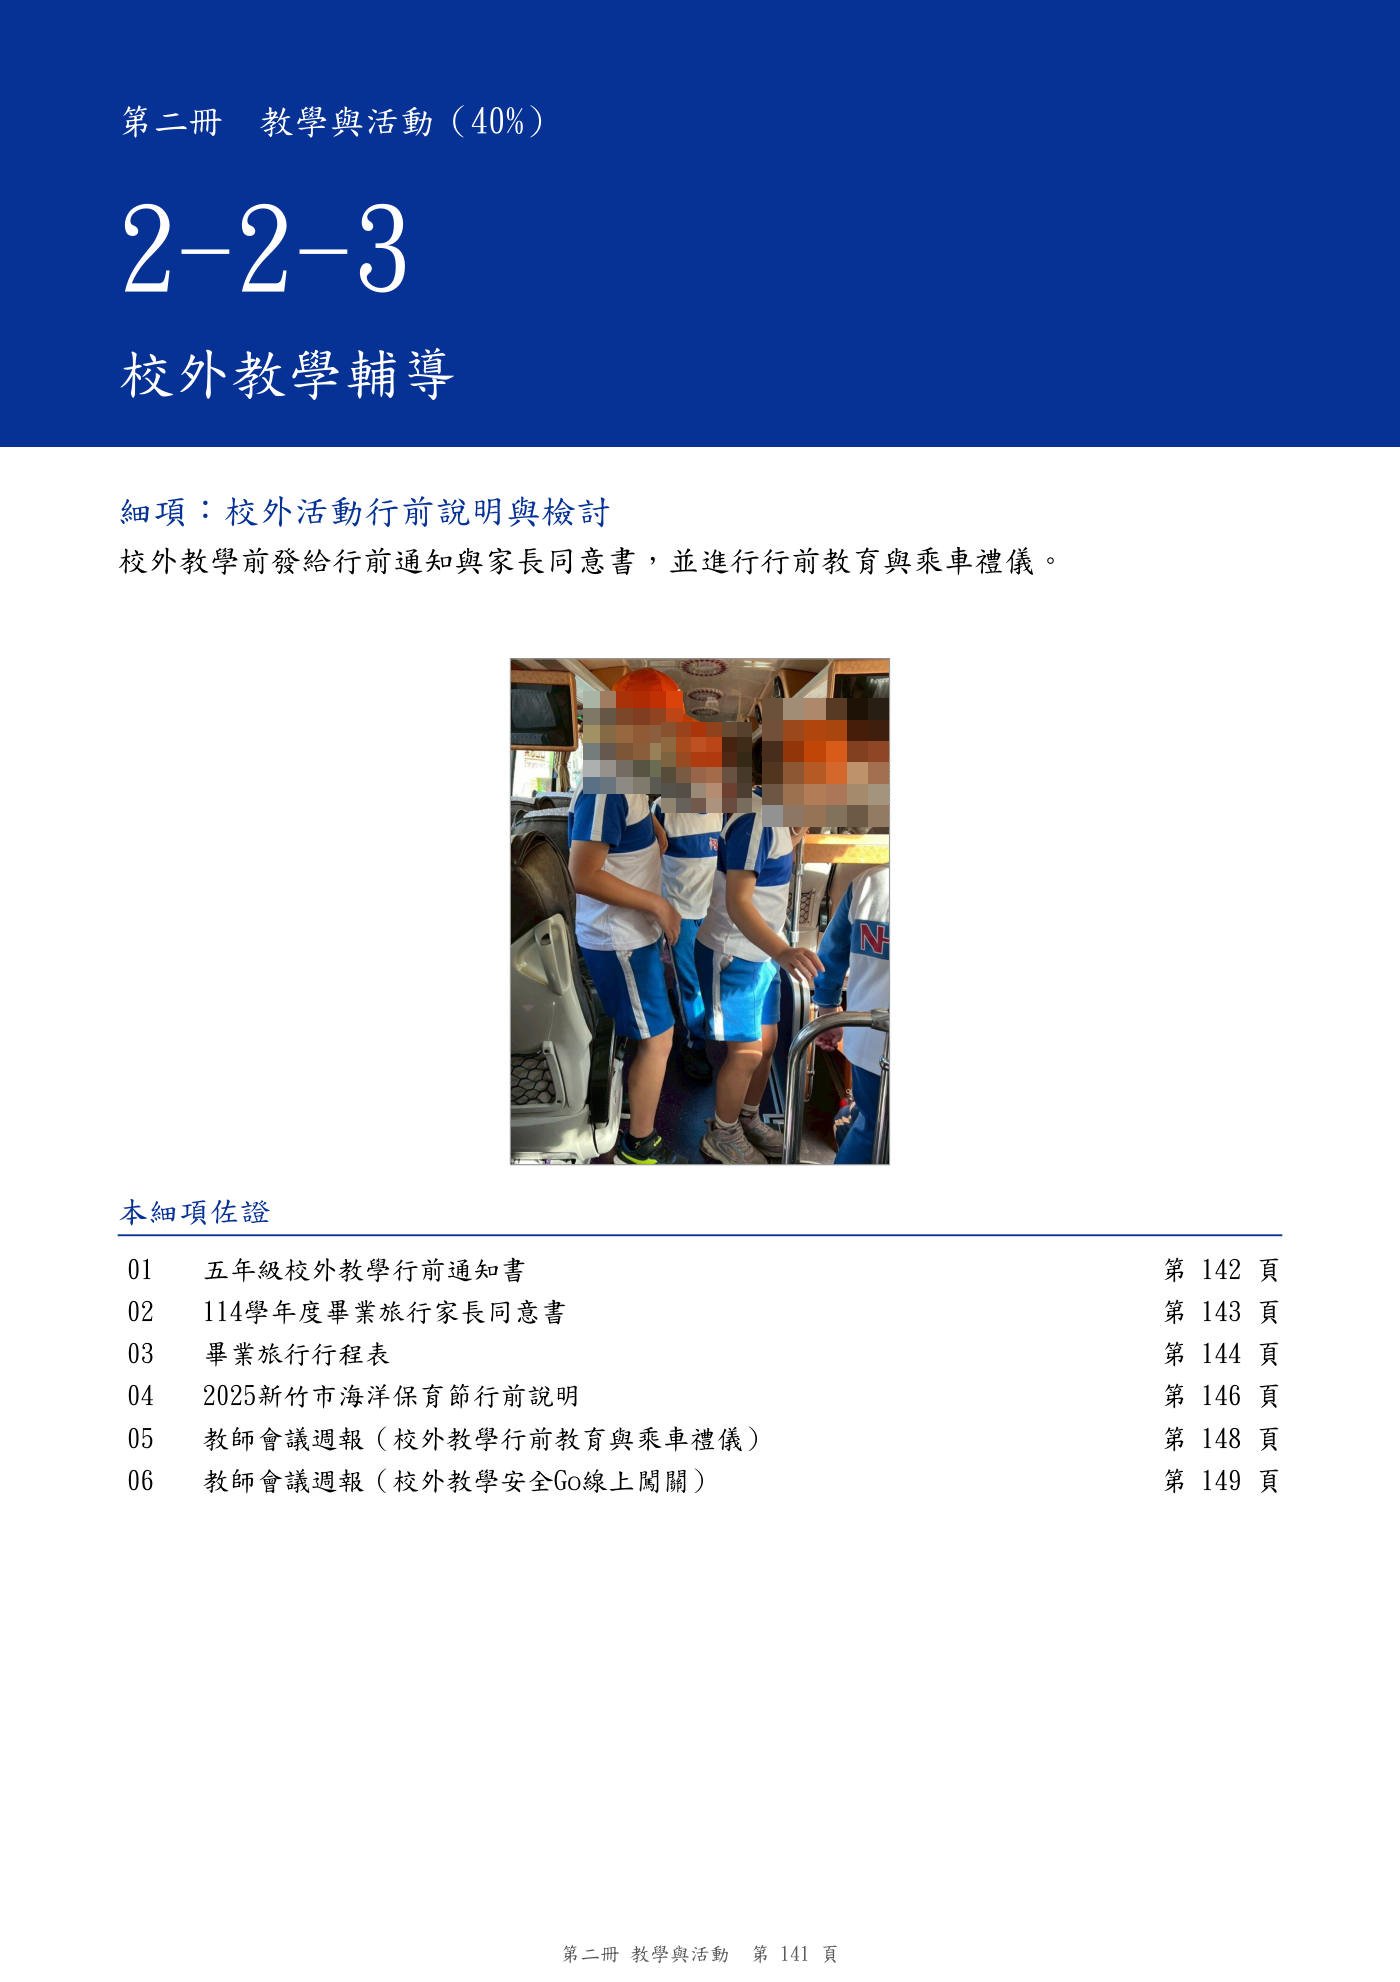 第二冊　教學與活動（40%）
2-2-3
校外教學輔導
細項：校外活動行前說明與檢討
校外教學前發給行前通知與家長同意書，並進行行前教育與乘車禮儀。
本細項佐證
01 五年級校外教學行前通知書 第 142 頁
02 114學年度畢業旅行家長同意書 第 143 頁
03 畢業旅行行程表 第 144 頁
04 2025新竹市海洋保育節行前說明 第 146 頁
05 教師會議週報（校外教學行前教育與乘車禮儀） 第 148 頁
06 教師會議週報（校外教學安全Go線上闖關） 第 149 頁
第二冊 教學與活動　第 141 頁